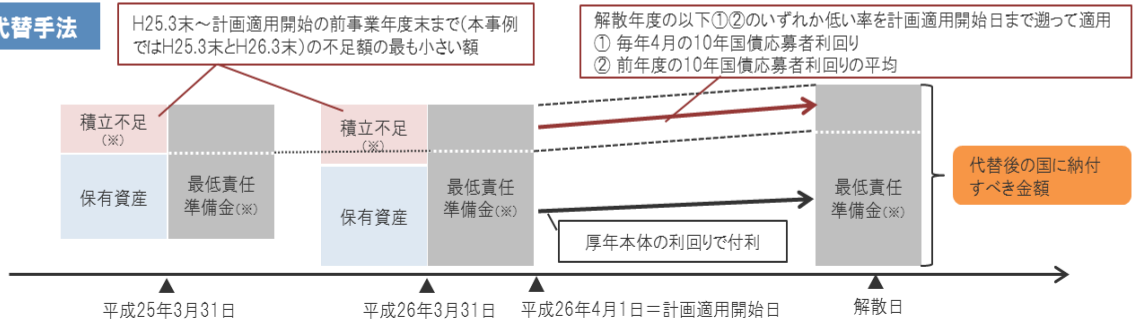 代替手法
H25.3末～計画適用開始の前事業年度末まで（本事例
ではH25.3末とH26.3末）の不足額の最も小さい額
解散年度の以下①②のいずれか低い率を計画適用開始日まで遡って適用
① 毎年4月の10年国債応募者利回り
② 前年度の10年国債応募者利回りの平均
積立不足
（※）
保有資産
最低責任
準備金（※）
積立不足
（※）
保有資産
最低責任
準備金（※）
厚年本体の利回りで付利
最低責任
準備金（※）
代替後の国に納付
すべき金額
平成25年3月31日
平成26年3月31日
平成26年4月1日＝計画適用開始日
解散日